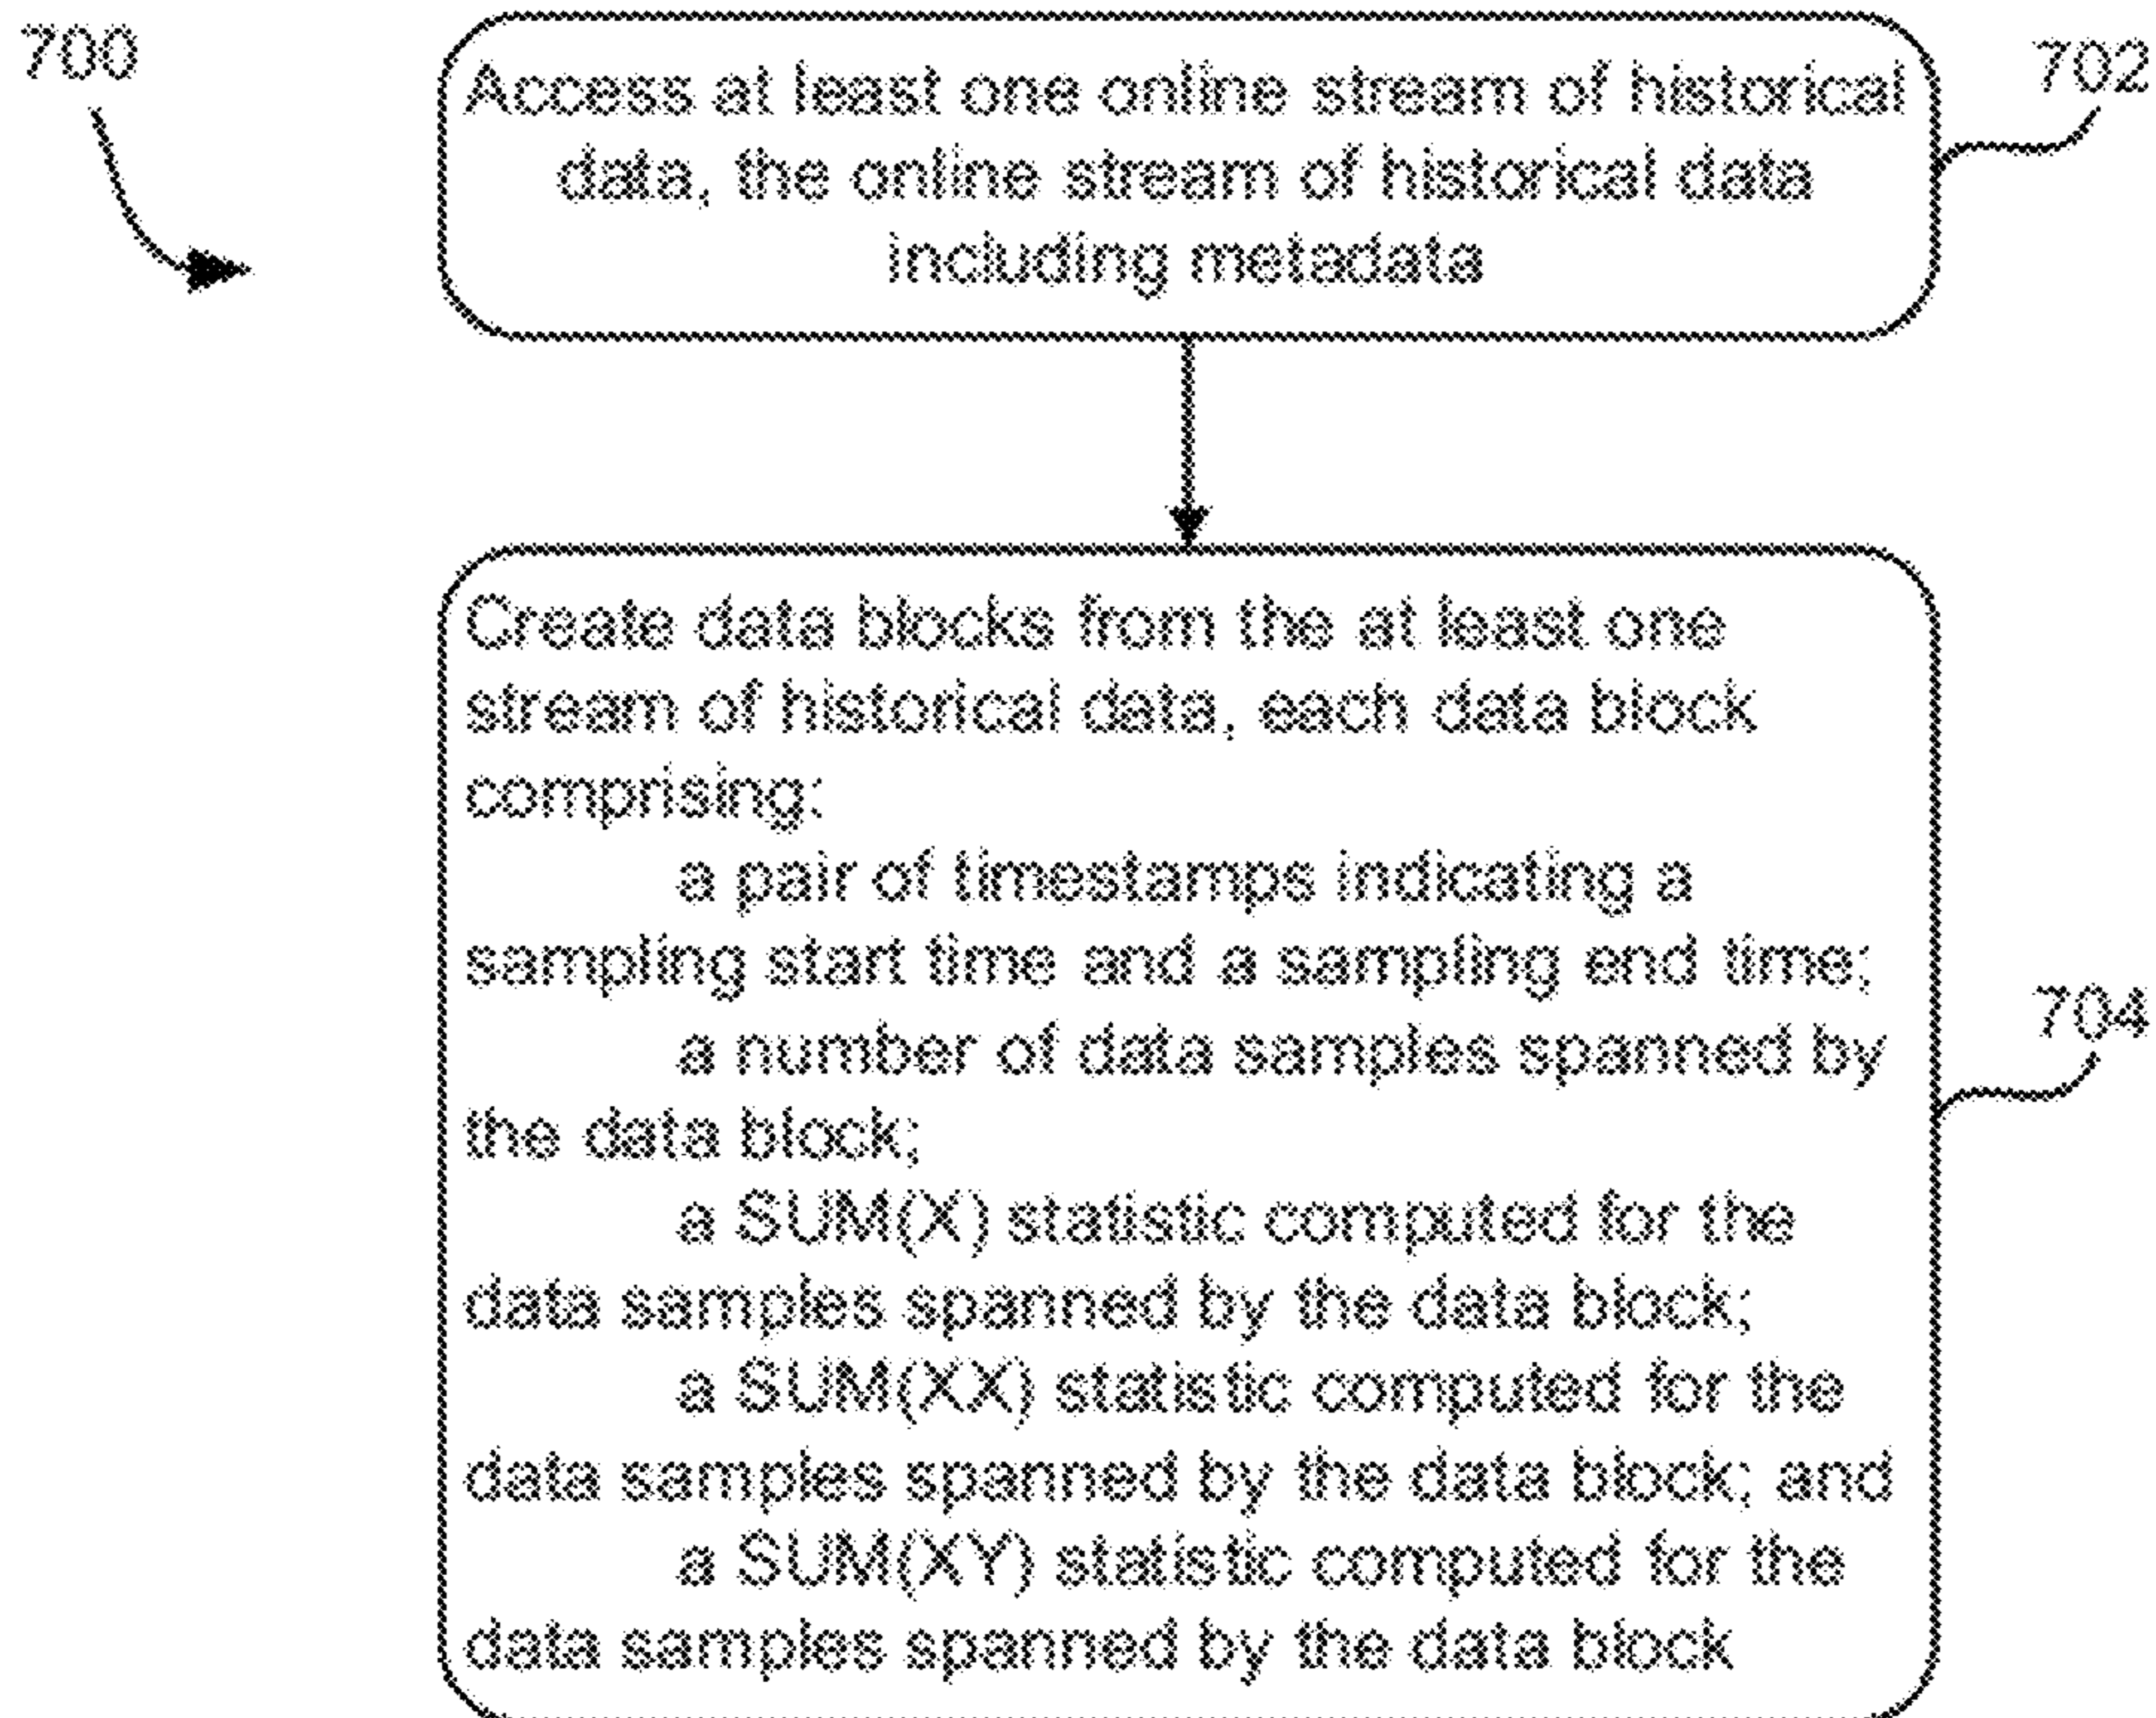 700
702
Access at least one online stream of historical
data, the online stream of historical data
including metadata
Create data blocks from the at least one
stream of historical data, each data block
comprising:
a pair of timestamps indicating a
sampling start time and a sampling end time;
704
a number of data samples spanned by
the data block;
a SUM(X) statistic computed for the
data samples spanned by the data block;
a SUM(XX) statistic computed for the
data samples spanned by the data block; and
a SUM(XY) statistic computed for the
data samples spanned by the data block